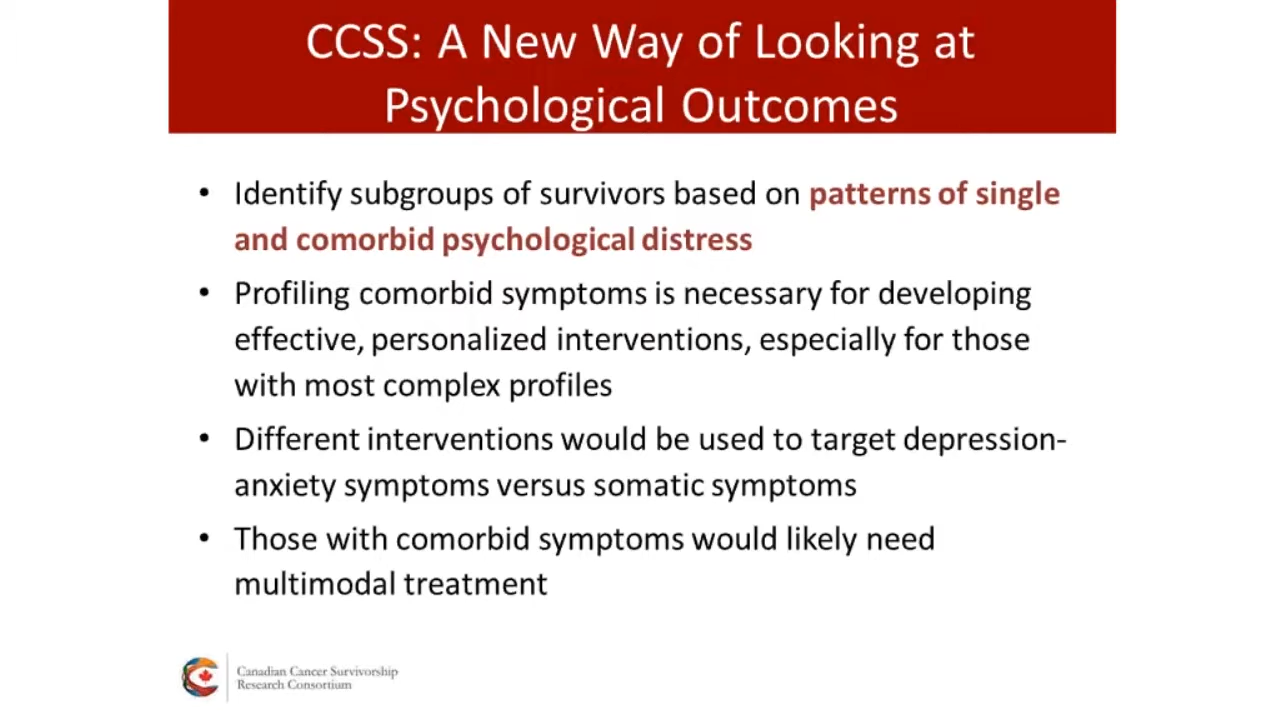 CCSS: A New Way of Looking at
Psychological Outcomes
• Identify subgroups of survivors based on patterns of single
and comorbid psychological distress
• Profiling comorbid symptoms is necessary for developing
effective, personalized interventions, especially for those
with most complex profiles
• Different interventions would be used to target depression-
anxiety symptoms versus somatic symptoms
• Those with comorbid symptoms would likely need
multimodal treatment
Canadian Cancer Survivorship
Research Consortium